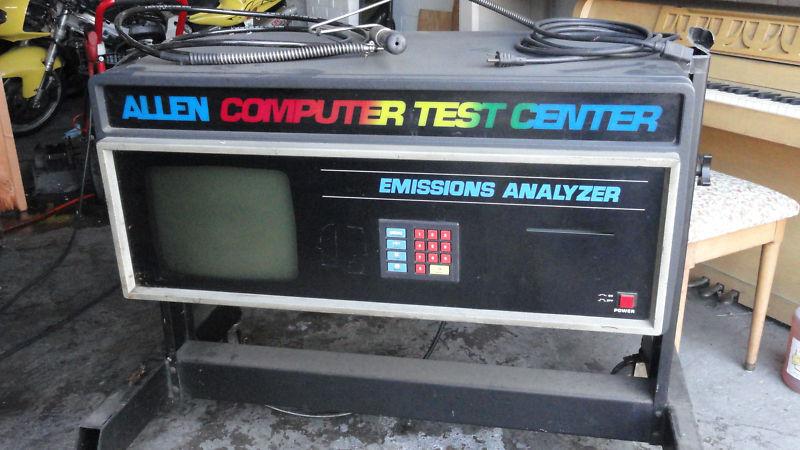 ALLEN COMPUTER TEST CENTER
EMISSIONS ANALYZER
POWER